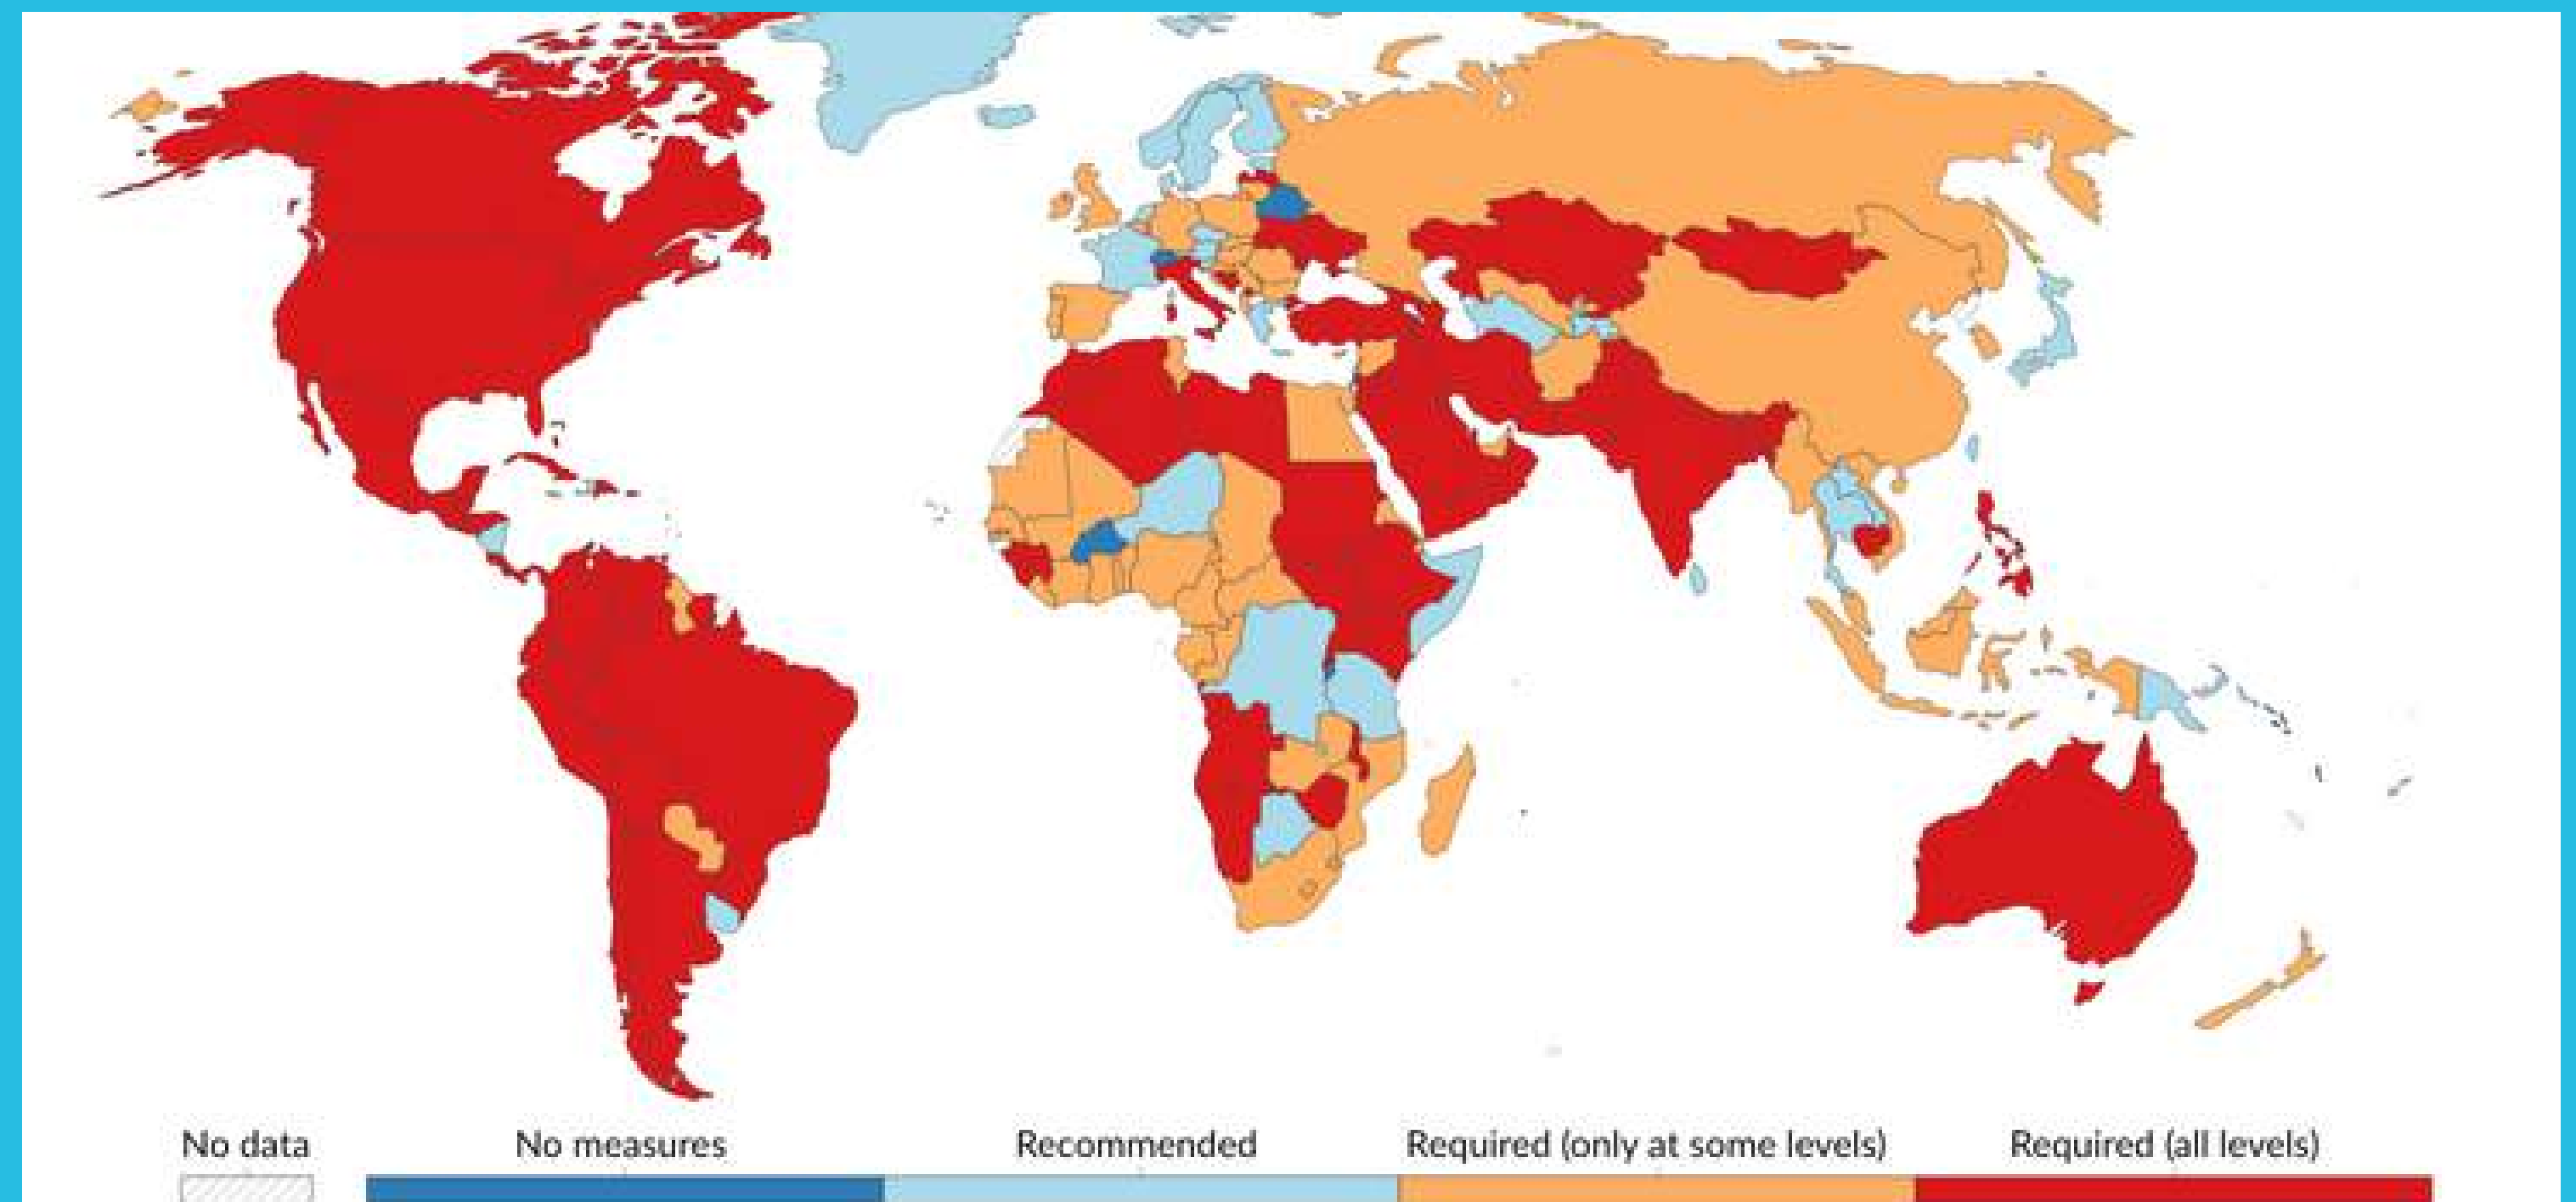 No data No measures Recommended Required (only at some levels) Required (all levels)